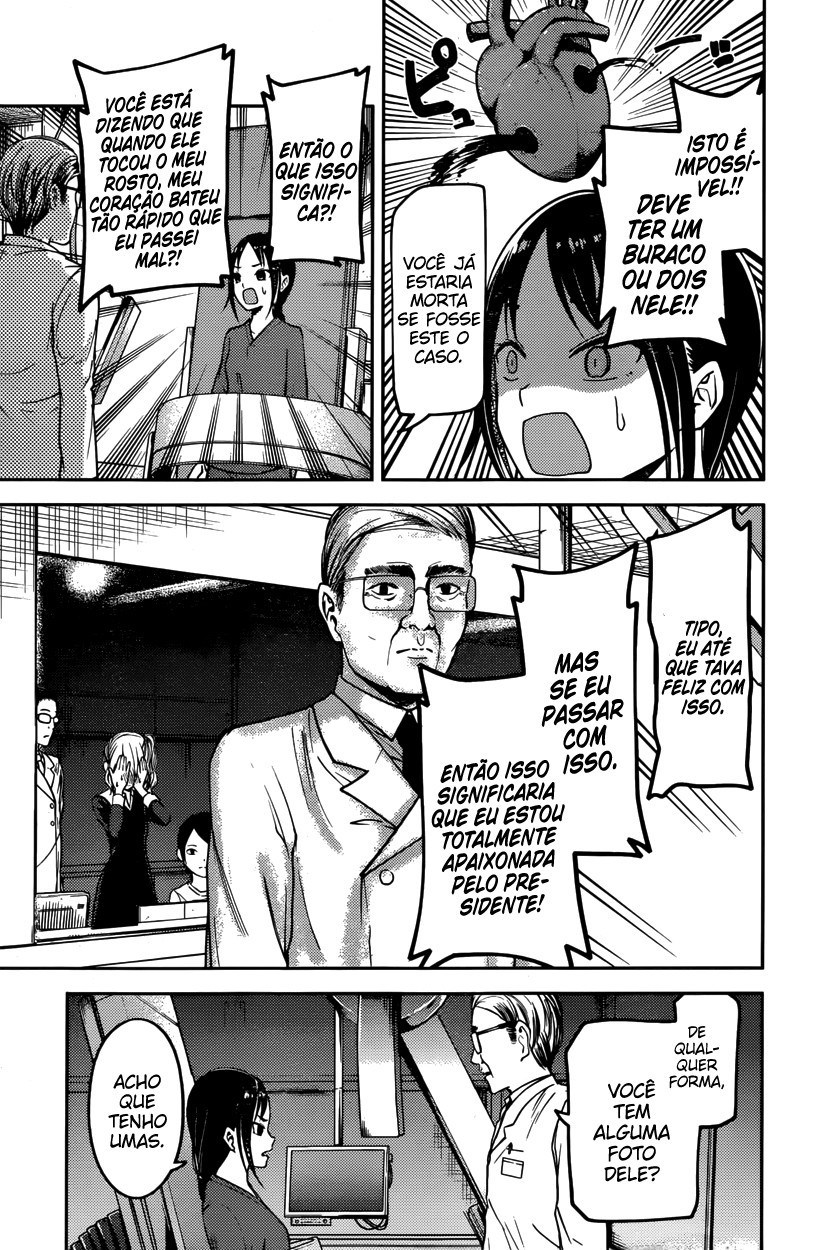 ISTO É
IMPOSSÍ-
VEL!!
DEVE
TER UM
BURACO
OU DOIS
NELE!!
ピュ
VOCÊ JÁ
ESTARIA
MORTA
SE FOSSE
ESTE O
CASO.
ENTÃO O
QUE ISSO
SIGNIFI-
CA?!
VOCÊ ESTÁ
DIZENDO QUE
QUANDO ELE
TOCOU O MEU
ROSTO, MEU
CORAÇÃO BATEU
TÃO RÁPIDO QUE
EU PASSEI
MAL?!
TIPO,
EU ATÉ
QUE TAVA
FELIZ COM
ISSO.
MAS
SE EU
PASSAR
COM
ISSO.
ENTÃO ISSO
SIGNIFICARIA
QUE EU ESTOU
TOTALMENTE
APAIXONADA
PELO PRE-
SIDENTE!
DE
QUAL-
QUER
FORMA,
VOCÊ
TEM
ALGUMA
FOTO
DELE?
ACHO
QUE
TENHO
UMAS.